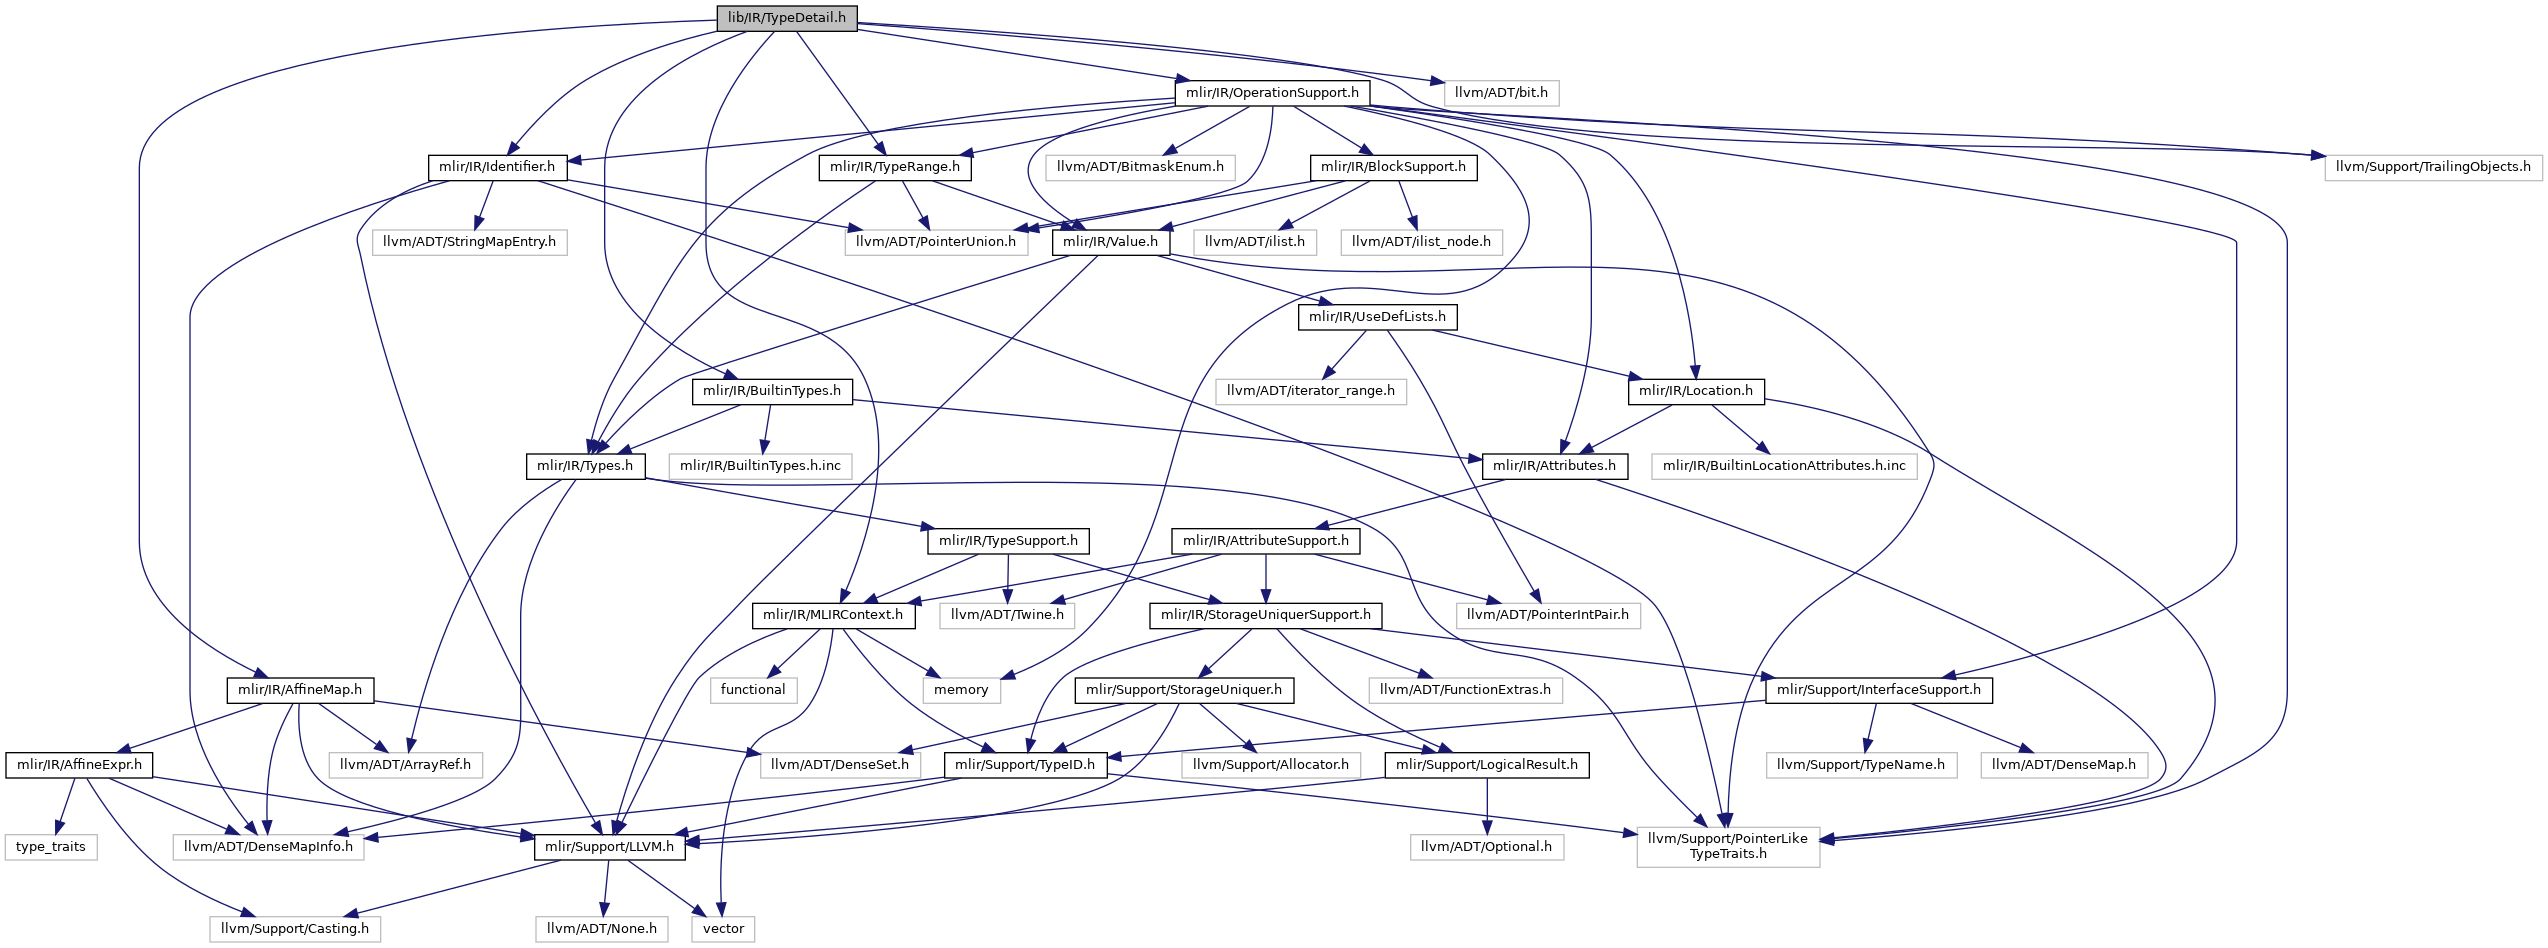 lib/IR/TypeDetail.h
mlir/IR/OperationSupport.h
llvm/ADT/bit.h
mlir/IR/Identifier.h
mlir/IR/TypeRange.h
llvm/ADT/BitmaskEnum.h
mlir/IR/BlockSupport.h
llvm/Support/TrailingObjects.h
llvm/ADT/StringMapEntry.h
llvm/ADT/PointerUnion.h
mlir/IR/Value.h
llvm/ADT/ilist.h
llvm/ADT/ilist_node.h
mlir/IR/UseDefLists.h
mlir/IR/BuiltinTypes.h
llvm/ADT/iterator_range.h
mlir/IR/Location.h
mlir/IR/Types.h
mlir/IR/BuiltinTypes.h.inc
mlir/IR/Attributes.h
mlir/IR/BuiltinLocationAttributes.h.inc
mlir/IR/TypeSupport.h
mlir/IR/AttributeSupport.h
mlir/IR/MLIRContext.h
llvm/ADT/Twine.h
mlir/IR/StorageUniquerSupport.h
llvm/ADT/PointerIntPair.h
mlir/IR/AffineMap.h
functional
memory
mlir/Support/StorageUniquer.h
llvm/ADT/FunctionExtras.h
mlir/Support/InterfaceSupport.h
mlir/IR/AffineExpr.h
llvm/ADT/ArrayRef.h
llvm/ADT/DenseSet.h
mlir/Support/TypeID.h
llvm/Support/Allocator.h
mlir/Support/LogicalResult.h
llvm/Support/TypeName.h
llvm/ADT/DenseMap.h
type_traits
llvm/ADT/DenseMapInfo.h
mlir/Support/LLVM.h
llvm/ADT/Optional.h
llvm/Support/PointerLike
TypeTraits.h
llvm/Support/Casting.h
llvm/ADT/None.h
vector